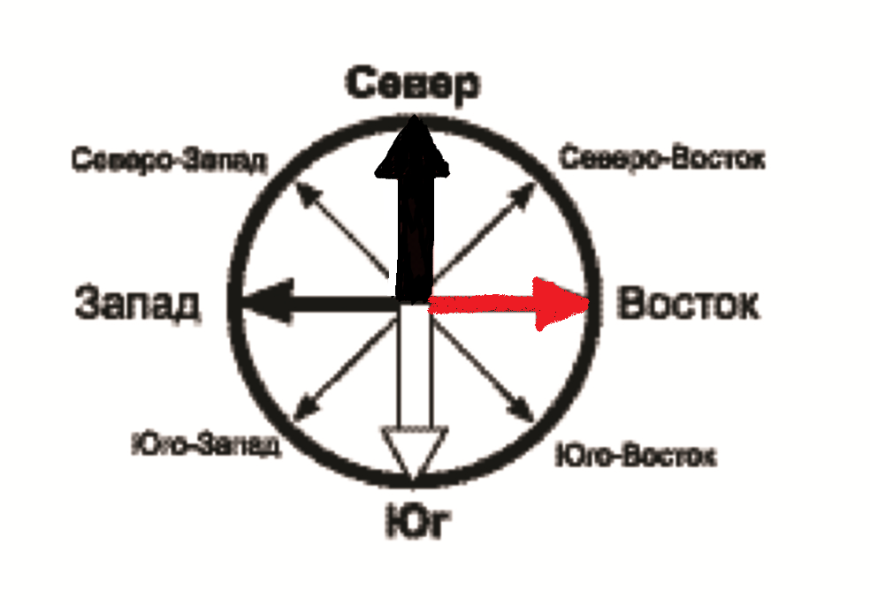 Север
Северо-Запад
Северо-Восток
Запад
Восток
Юго-Запад
Юго-Восток
Юг